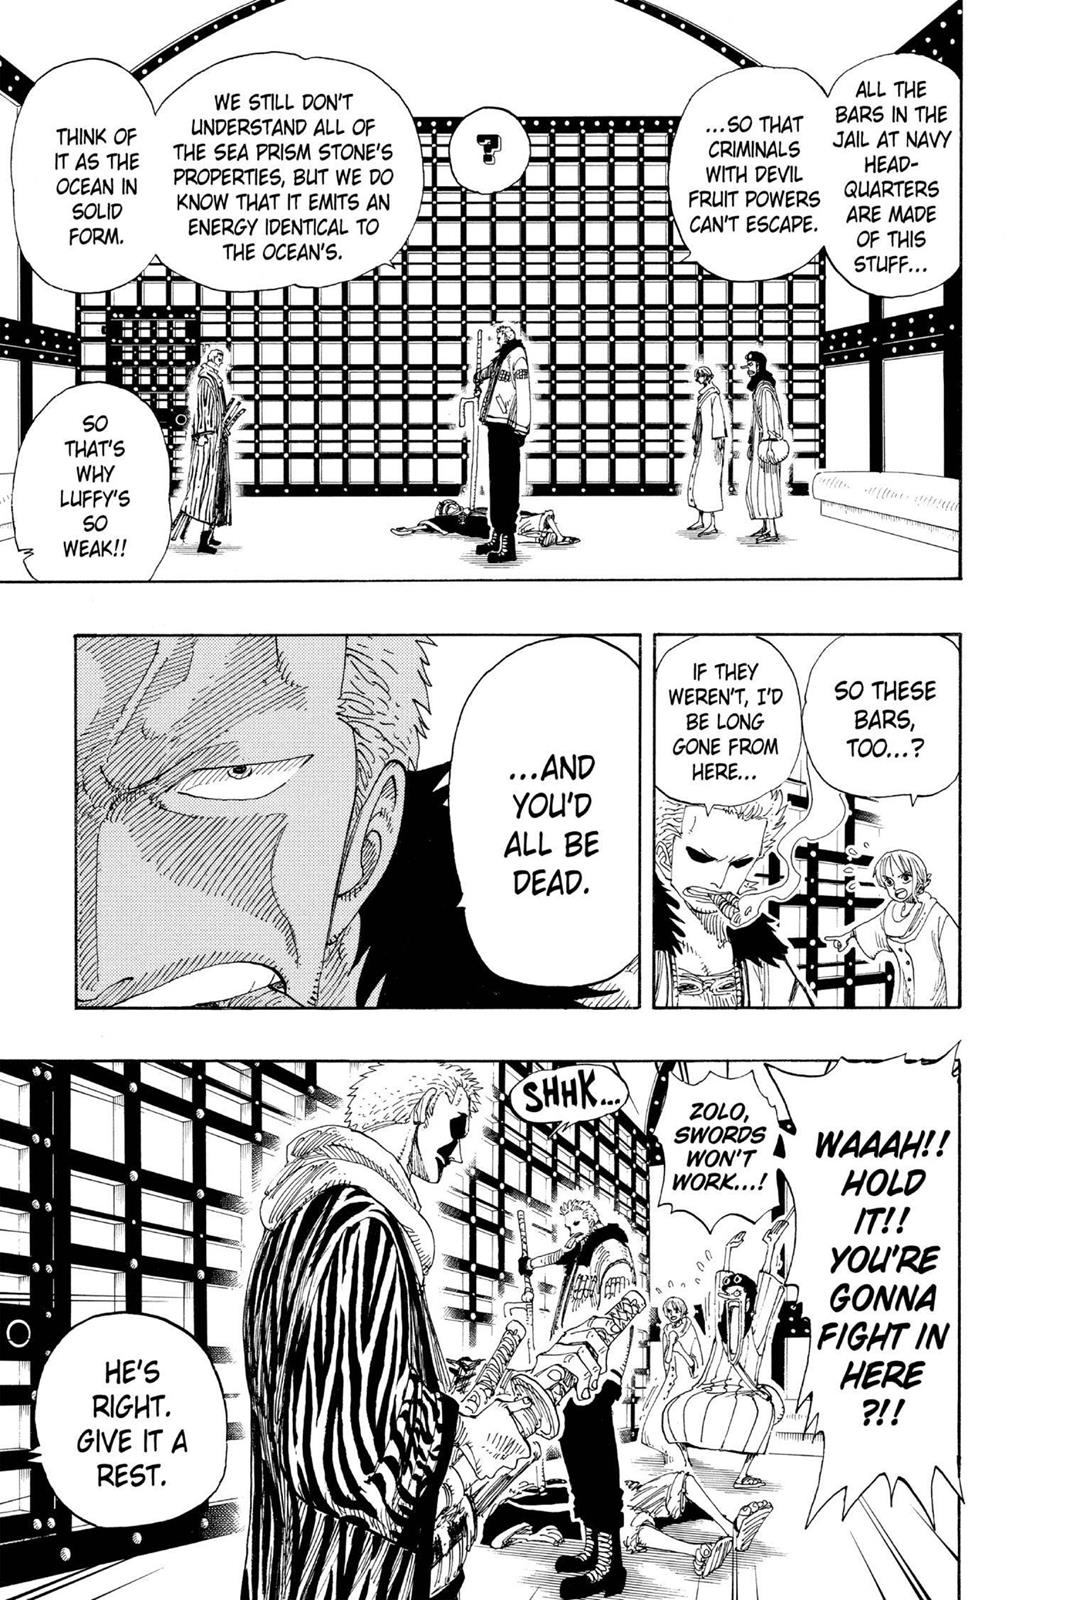 ALL THE
BARS IN THE
JAIL AT NAVY
HEAD-
QUARTERS
ARE MADE
OF THIS
STUFF...
...SO THAT
CRIMINALS
WITH DEVIL
FRUIT POWERS
CAN'T ESCAPE.
?
WE STILL DON'T
UNDERSTAND ALL OF
THE SEA PRISM STONE'S
PROPERTIES, BUT WE DO
KNOW THAT IT EMITS AN
ENERGY IDENTICAL TO
THE OCEAN'S.
THINK OF
IT AS THE
OCEAN IN
SOLID
FORM.
SO
THAT'S
WHY
LUFFY'S
SO
WEAK!!
SO THESE
BARS,
TOO...?
IF THEY
WEREN'T, I'D
BE LONG
GONE FROM
HERE...
...AND
YOU'D
ALL BE
DEAD.
WAAAH!!
HOLD
IT!!
YOU'RE
GONNA
FIGHT IN
HERE
?!!
ZOLO,
SWORDS
WON'T
WORK...!
SHHK...
HE'S
RIGHT.
GIVE IT A
REST.